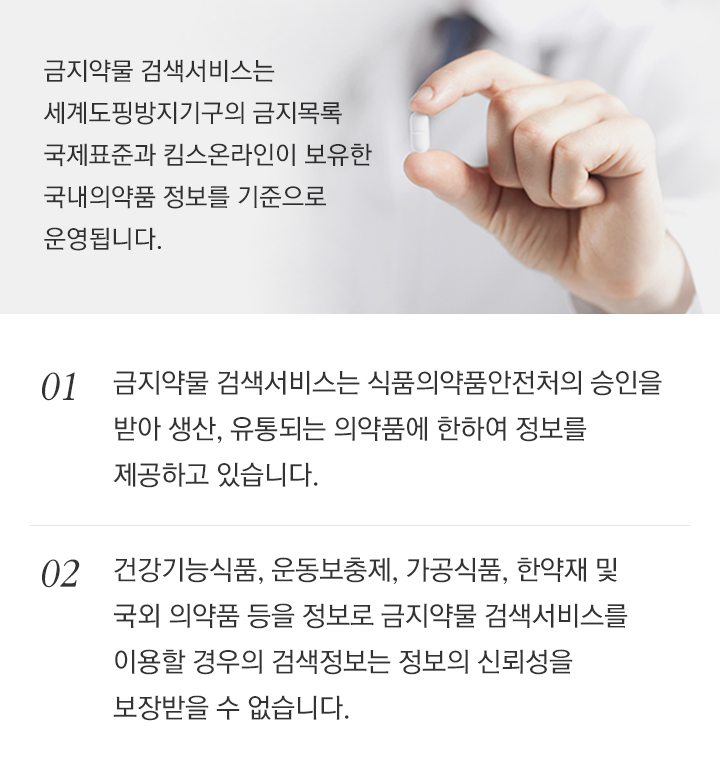 금지약물 검색서비스는
세계도핑방지기구의 금지목록
국제표준과 킴스온라인이 보유한
국내의약품 정보를 기준으로
운영됩니다.
01 금지약물 검색서비스는 식품의약품안전처의 승인을
받아 생산, 유통되는 의약품에 한하여 정보를
제공하고 있습니다.
02 건강기능식품, 운동보충제, 가공식품, 한약재 및
국외 의약품 등을 정보로 금지약물 검색서비스를
이용할 경우의 검색정보는 정보의 신뢰성을
보장받을 수 없습니다.